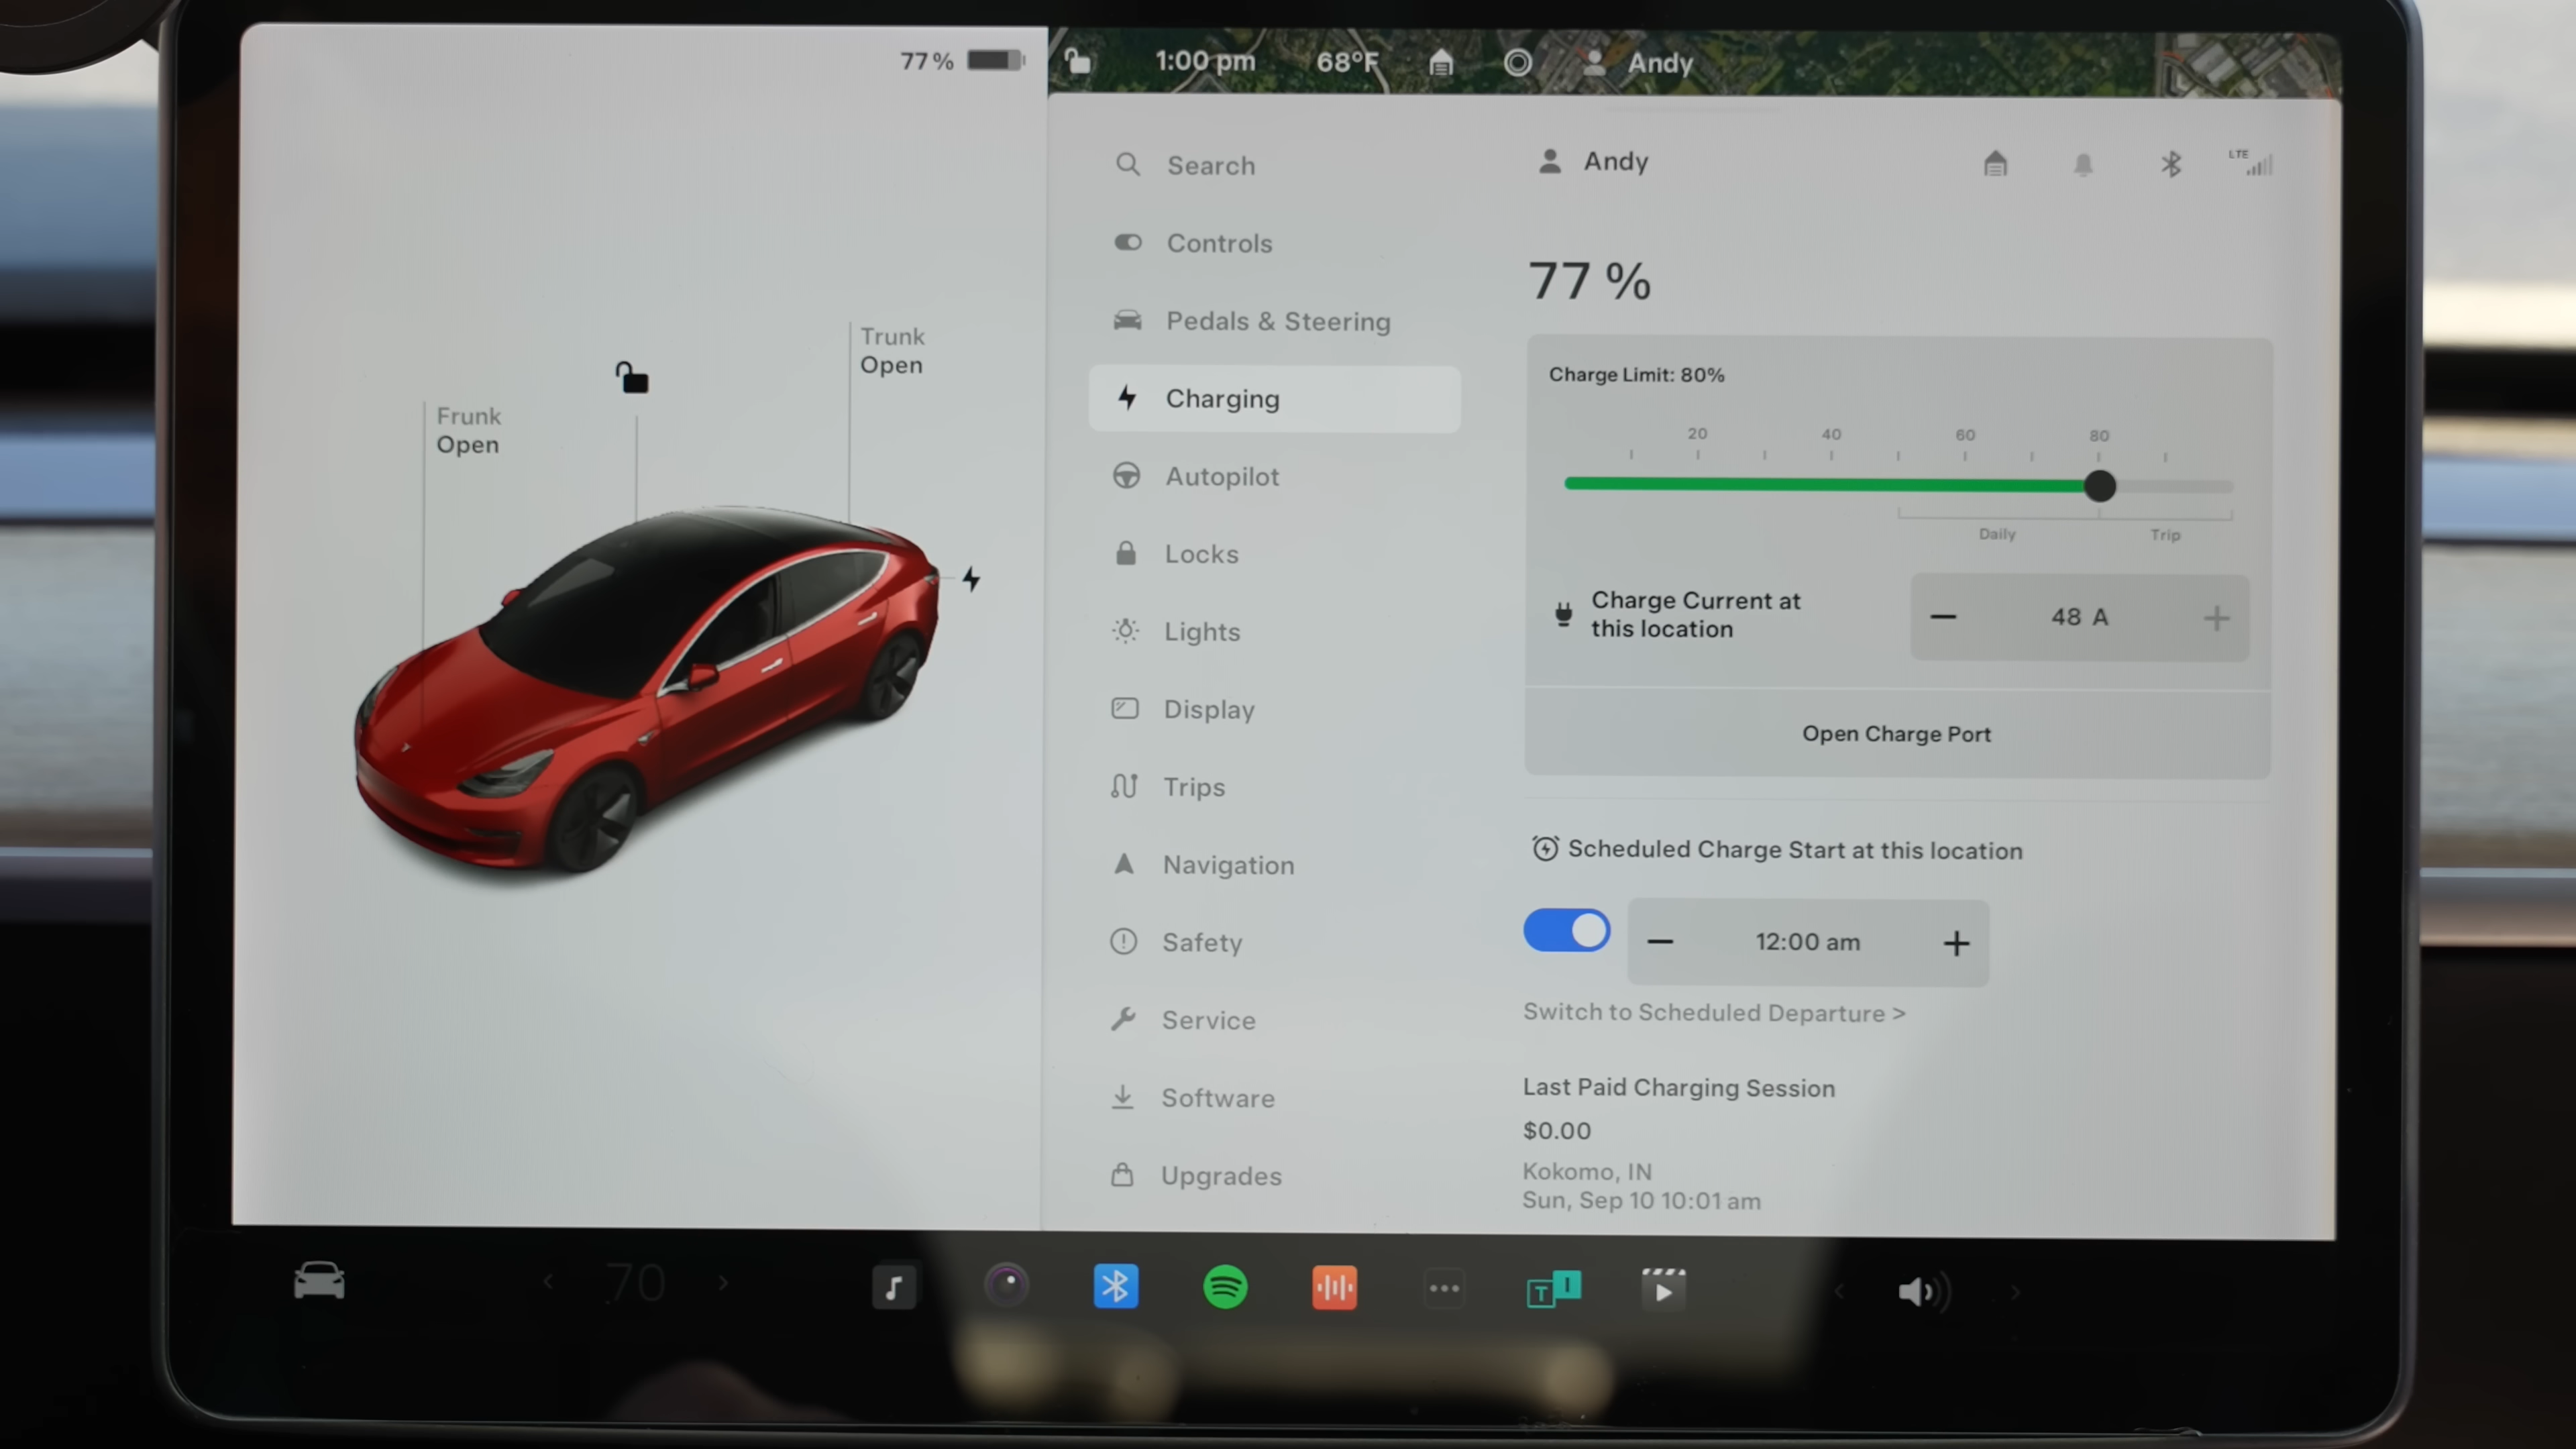 77%
1:00 pm
68°F
Andy
Trunk
Open
Frunk
Open
Search
Controls
Pedals & Steering
Charging
Autopilot
Locks
Lights
Display
Trips
Navigation
Safety
Service
Software
Upgrades
Andy
LTE
77 %
Charge Limit: 80%
20 40 60 80
Daily Trip
Charge Current at
this location
48 A
Open Charge Port
Scheduled Charge Start at this location
12:00 am
Switch to Scheduled Departure >
Last Paid Charging Session
$0.00
Kokomo, IN
Sun, Sep 10 10:01 am
70
T I